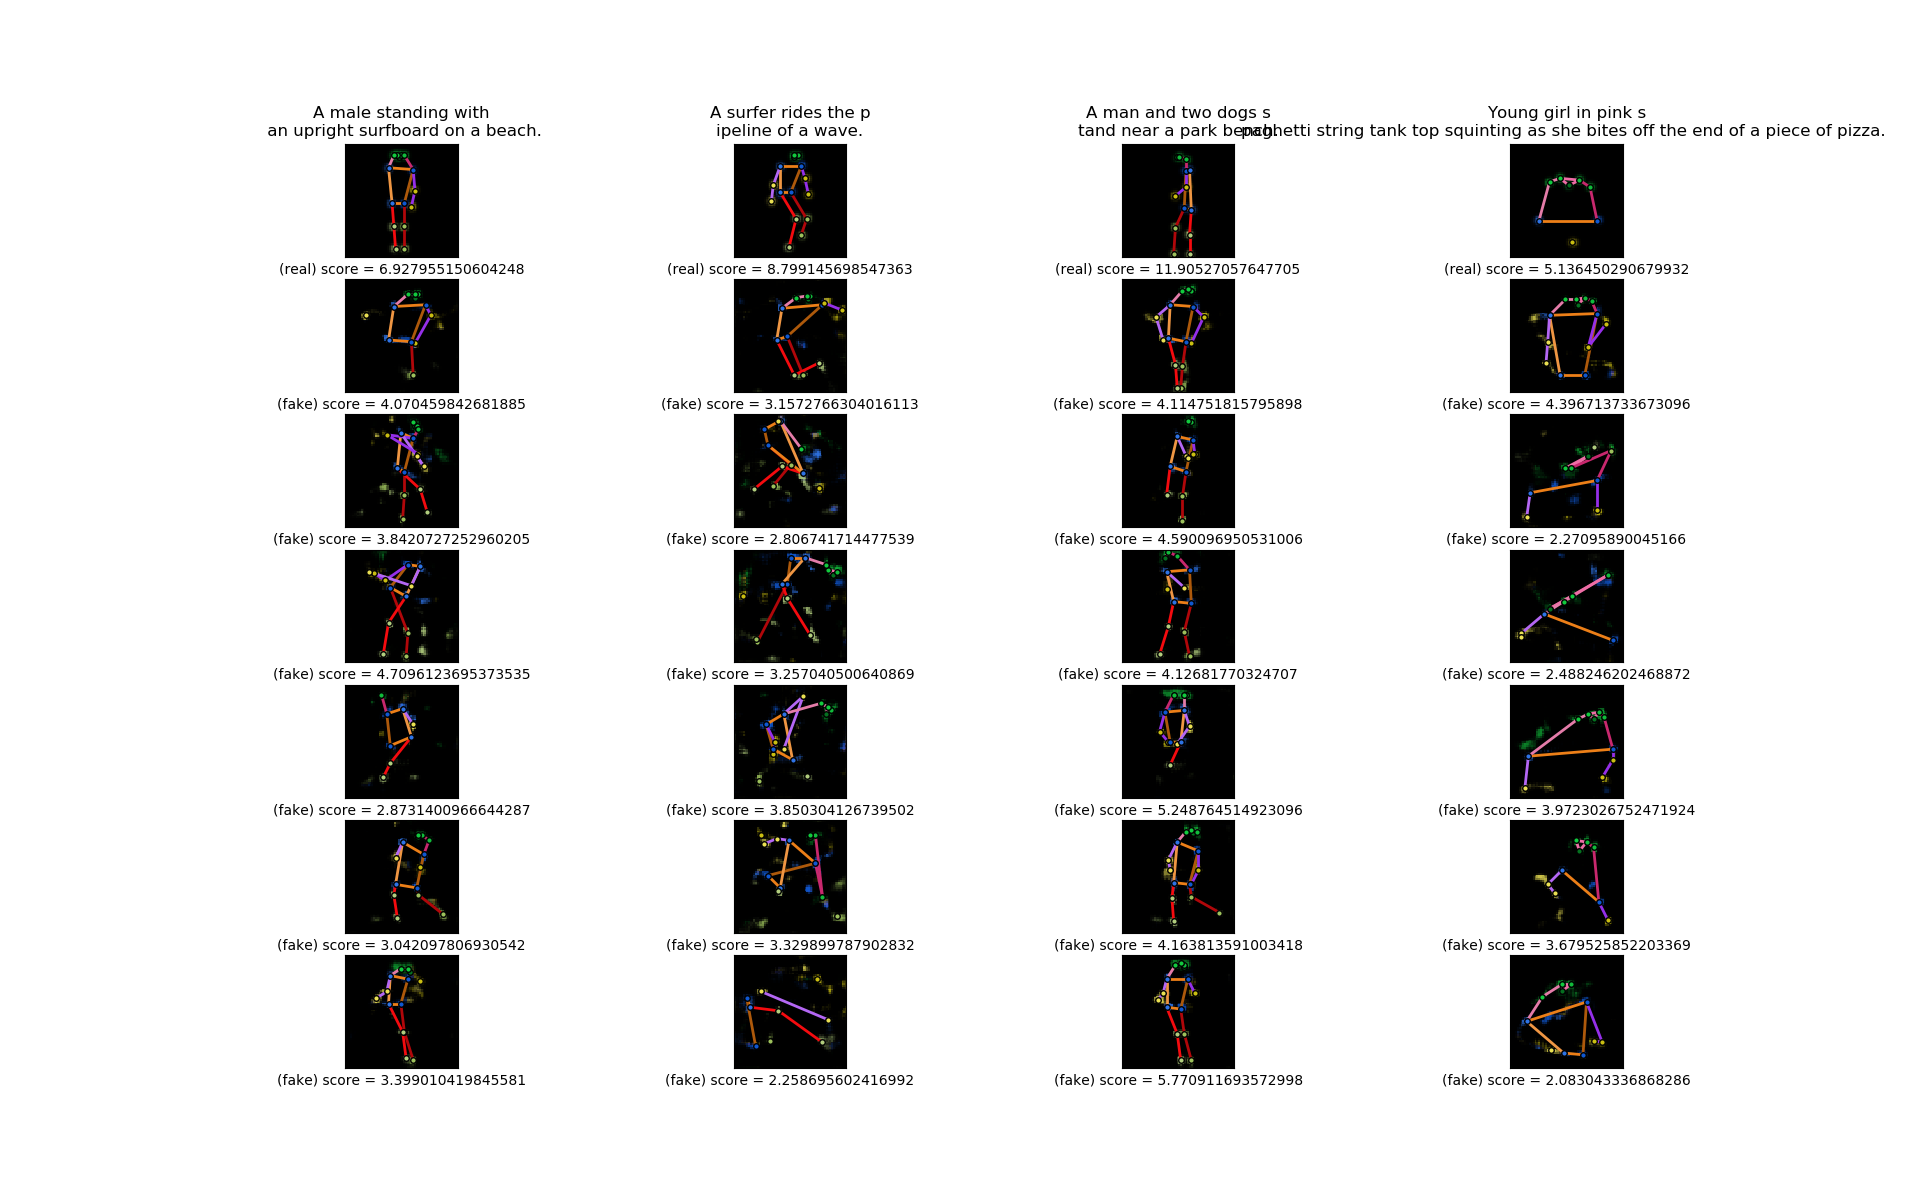 A male standing with
an upright surfboard on a beach.
A surfer rides the p
ipeline of a wave.
A man and two dogs s
tand near a park bench.
Young girl in pink s
paghetti string tank top squinting as she bites off the end of a piece of pizza.
(real) score = 6.927955150604248
(real) score = 8.799145698547363
(real) score = 11.90527057647705
(real) score = 5.136450290679932
(fake) score = 4.070459842681885
(fake) score = 3.1572766304016113
(fake) score = 4.114751815795898
(fake) score = 4.396713733673096
(fake) score = 3.8420727252960205
(fake) score = 2.806741714477539
(fake) score = 4.590096950531006
(fake) score = 2.27095890045166
(fake) score = 4.7096123695373535
(fake) score = 3.257040500640869
(fake) score = 4.12681770324707
(fake) score = 2.488246202468872
(fake) score = 2.8731400966644287
(fake) score = 3.850304126739502
(fake) score = 5.248764514923096
(fake) score = 3.9723026752471924
(fake) score = 3.042097806930542
(fake) score = 3.329899787902832
(fake) score = 4.163813591003418
(fake) score = 3.679525852203369
(fake) score = 3.399010419845581
(fake) score = 2.258695602416992
(fake) score = 5.770911693572998
(fake) score = 2.083043336868286